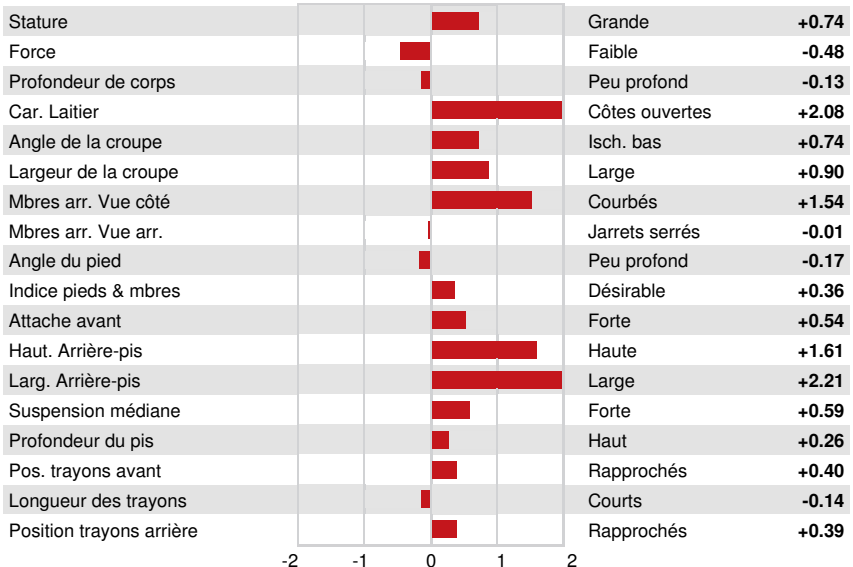 Stature Grande +0.74
Force Faible -0.48
Profondeur de corps Peu profond -0.13
Car. Laitier Côtes ouvertes +2.08
Angle de la croupe Isch. bas +0.74
Largeur de la croupe Large +0.90
Mbres arr. Vue côté Courbés +1.54
Mbres arr. Vue arr. Jarrets serrés -0.01
Angle du pied Peu profond -0.17
Indice pieds & mbres Désirable +0.36
Attache avant Forte +0.54
Haut. Arrière-pis Haute +1.61
Larg. Arrière-pis Large +2.21
Suspension médiane Forte +0.59
Profondeur du pis Haut +0.26
Pos. trayons avant Rapprochés +0.40
Longueur des trayons Courts -0.14
Position trayons arrière Rapprochés +0.39
-2 -1 0 1 2